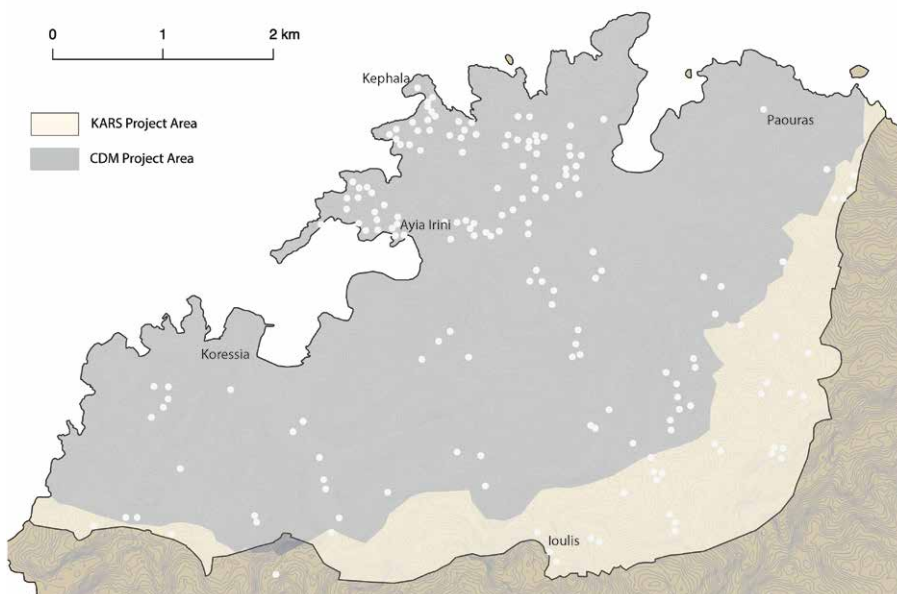 0 1 2 km
Kephala
KARS Project Area
Paouras
CDM Project Area
Ayia Irini
Koressia
Ioulis